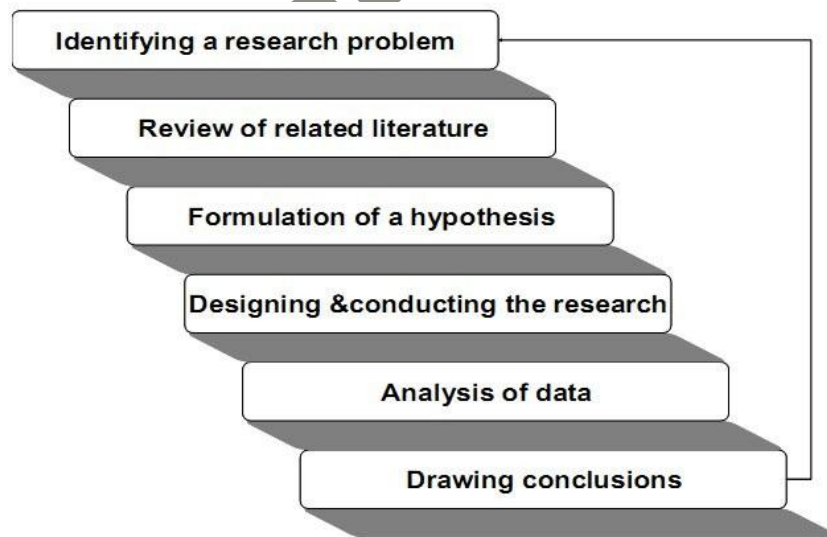 Identifying a research problem
Review of related literature
Formulation of a hypothesis
Designing &conducting the research
Analysis of data
Drawing conclusions